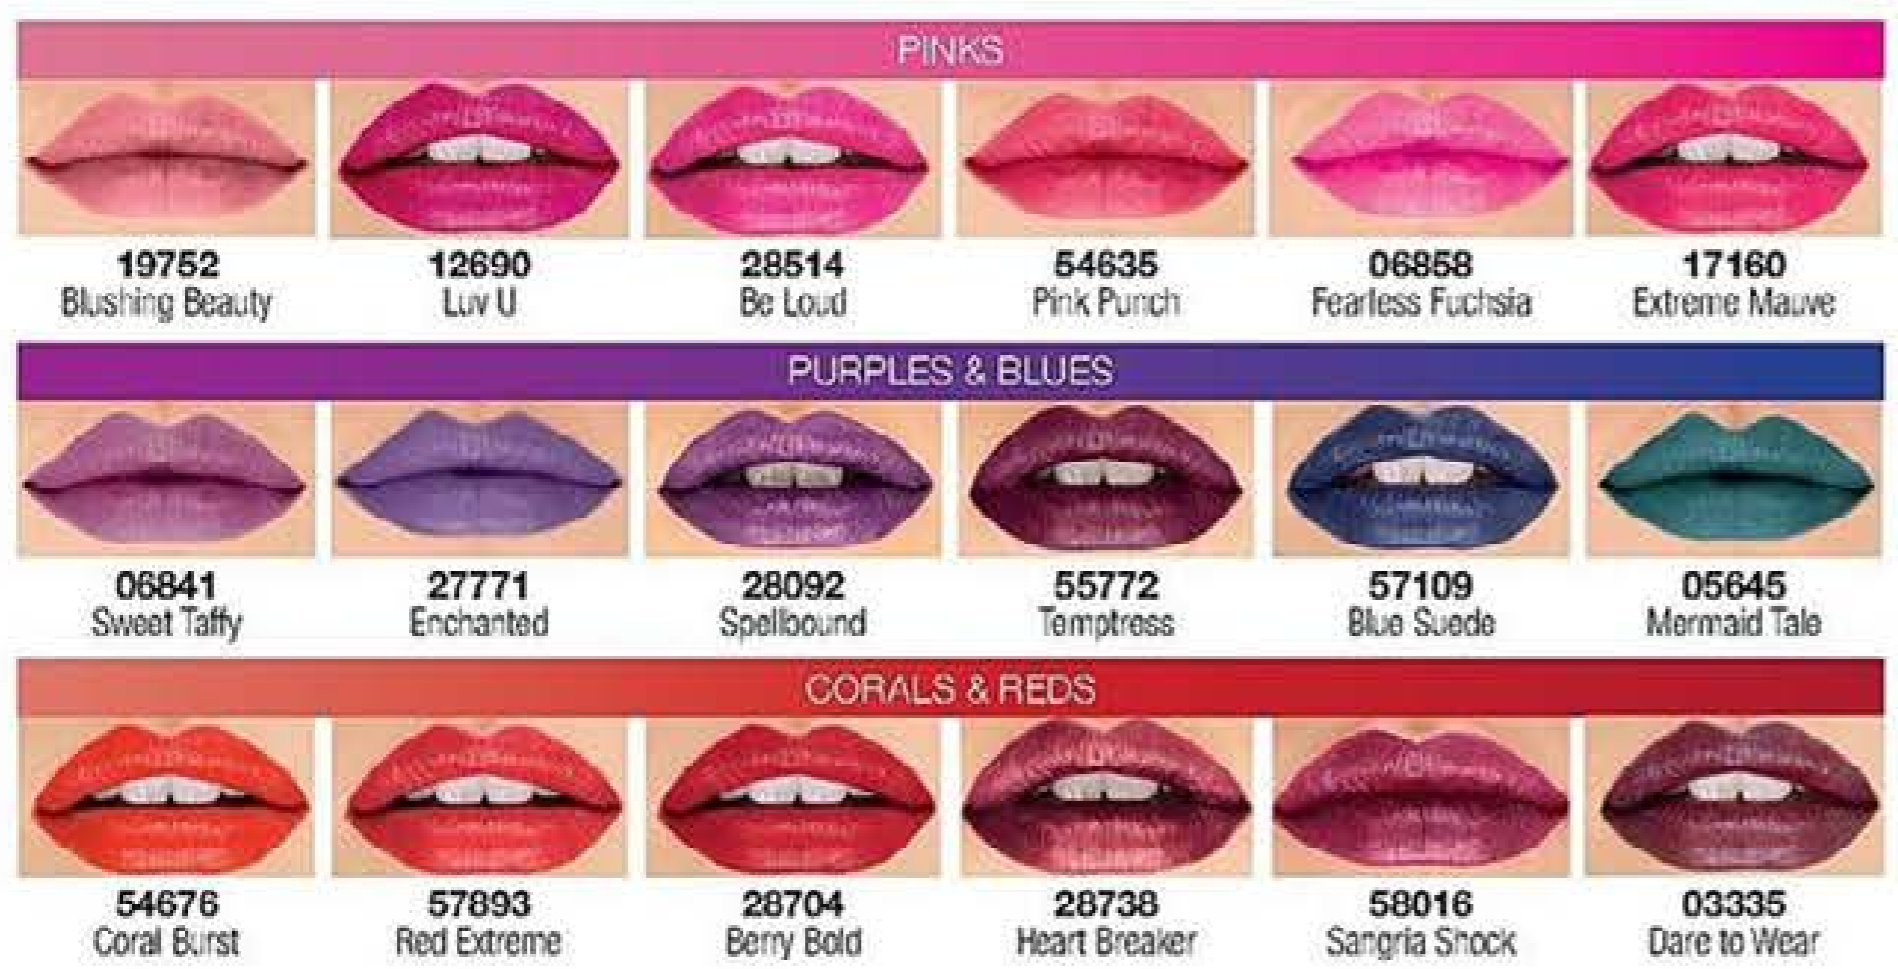 PINKS
19752 12690 28514 54635 06858 17160
Blushing Beauty Luv U Be Loud Pink Punch Fearless Fuchsia Extreme Mauve
PURPLES & BLUES
06841 27771 28092 55772 57109 05645
Sweet Taffy Enchanted Spellbound Temptress Blue Suede Mermaid Tale
CORALS & REDS
54676 57893 28704 28738 58016 03335
Coral Burst Red Extreme Berry Bold Heart Breaker Sangria Shock Dare to Wear